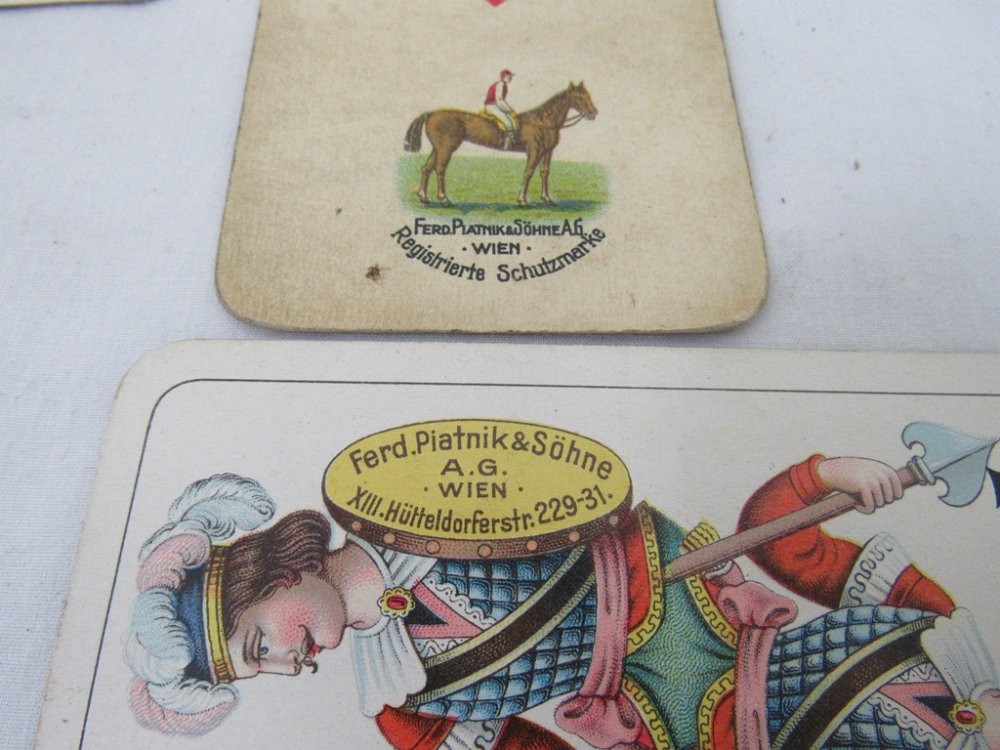 FERD. PIATNIK & SÖHNE A.G.
· WIEN ·
Registrierte Schutzmarke
Ferd. Piatnik & Söhne
A.G.
· WIEN ·
XIII. Hütteldorferstr. 229-31.